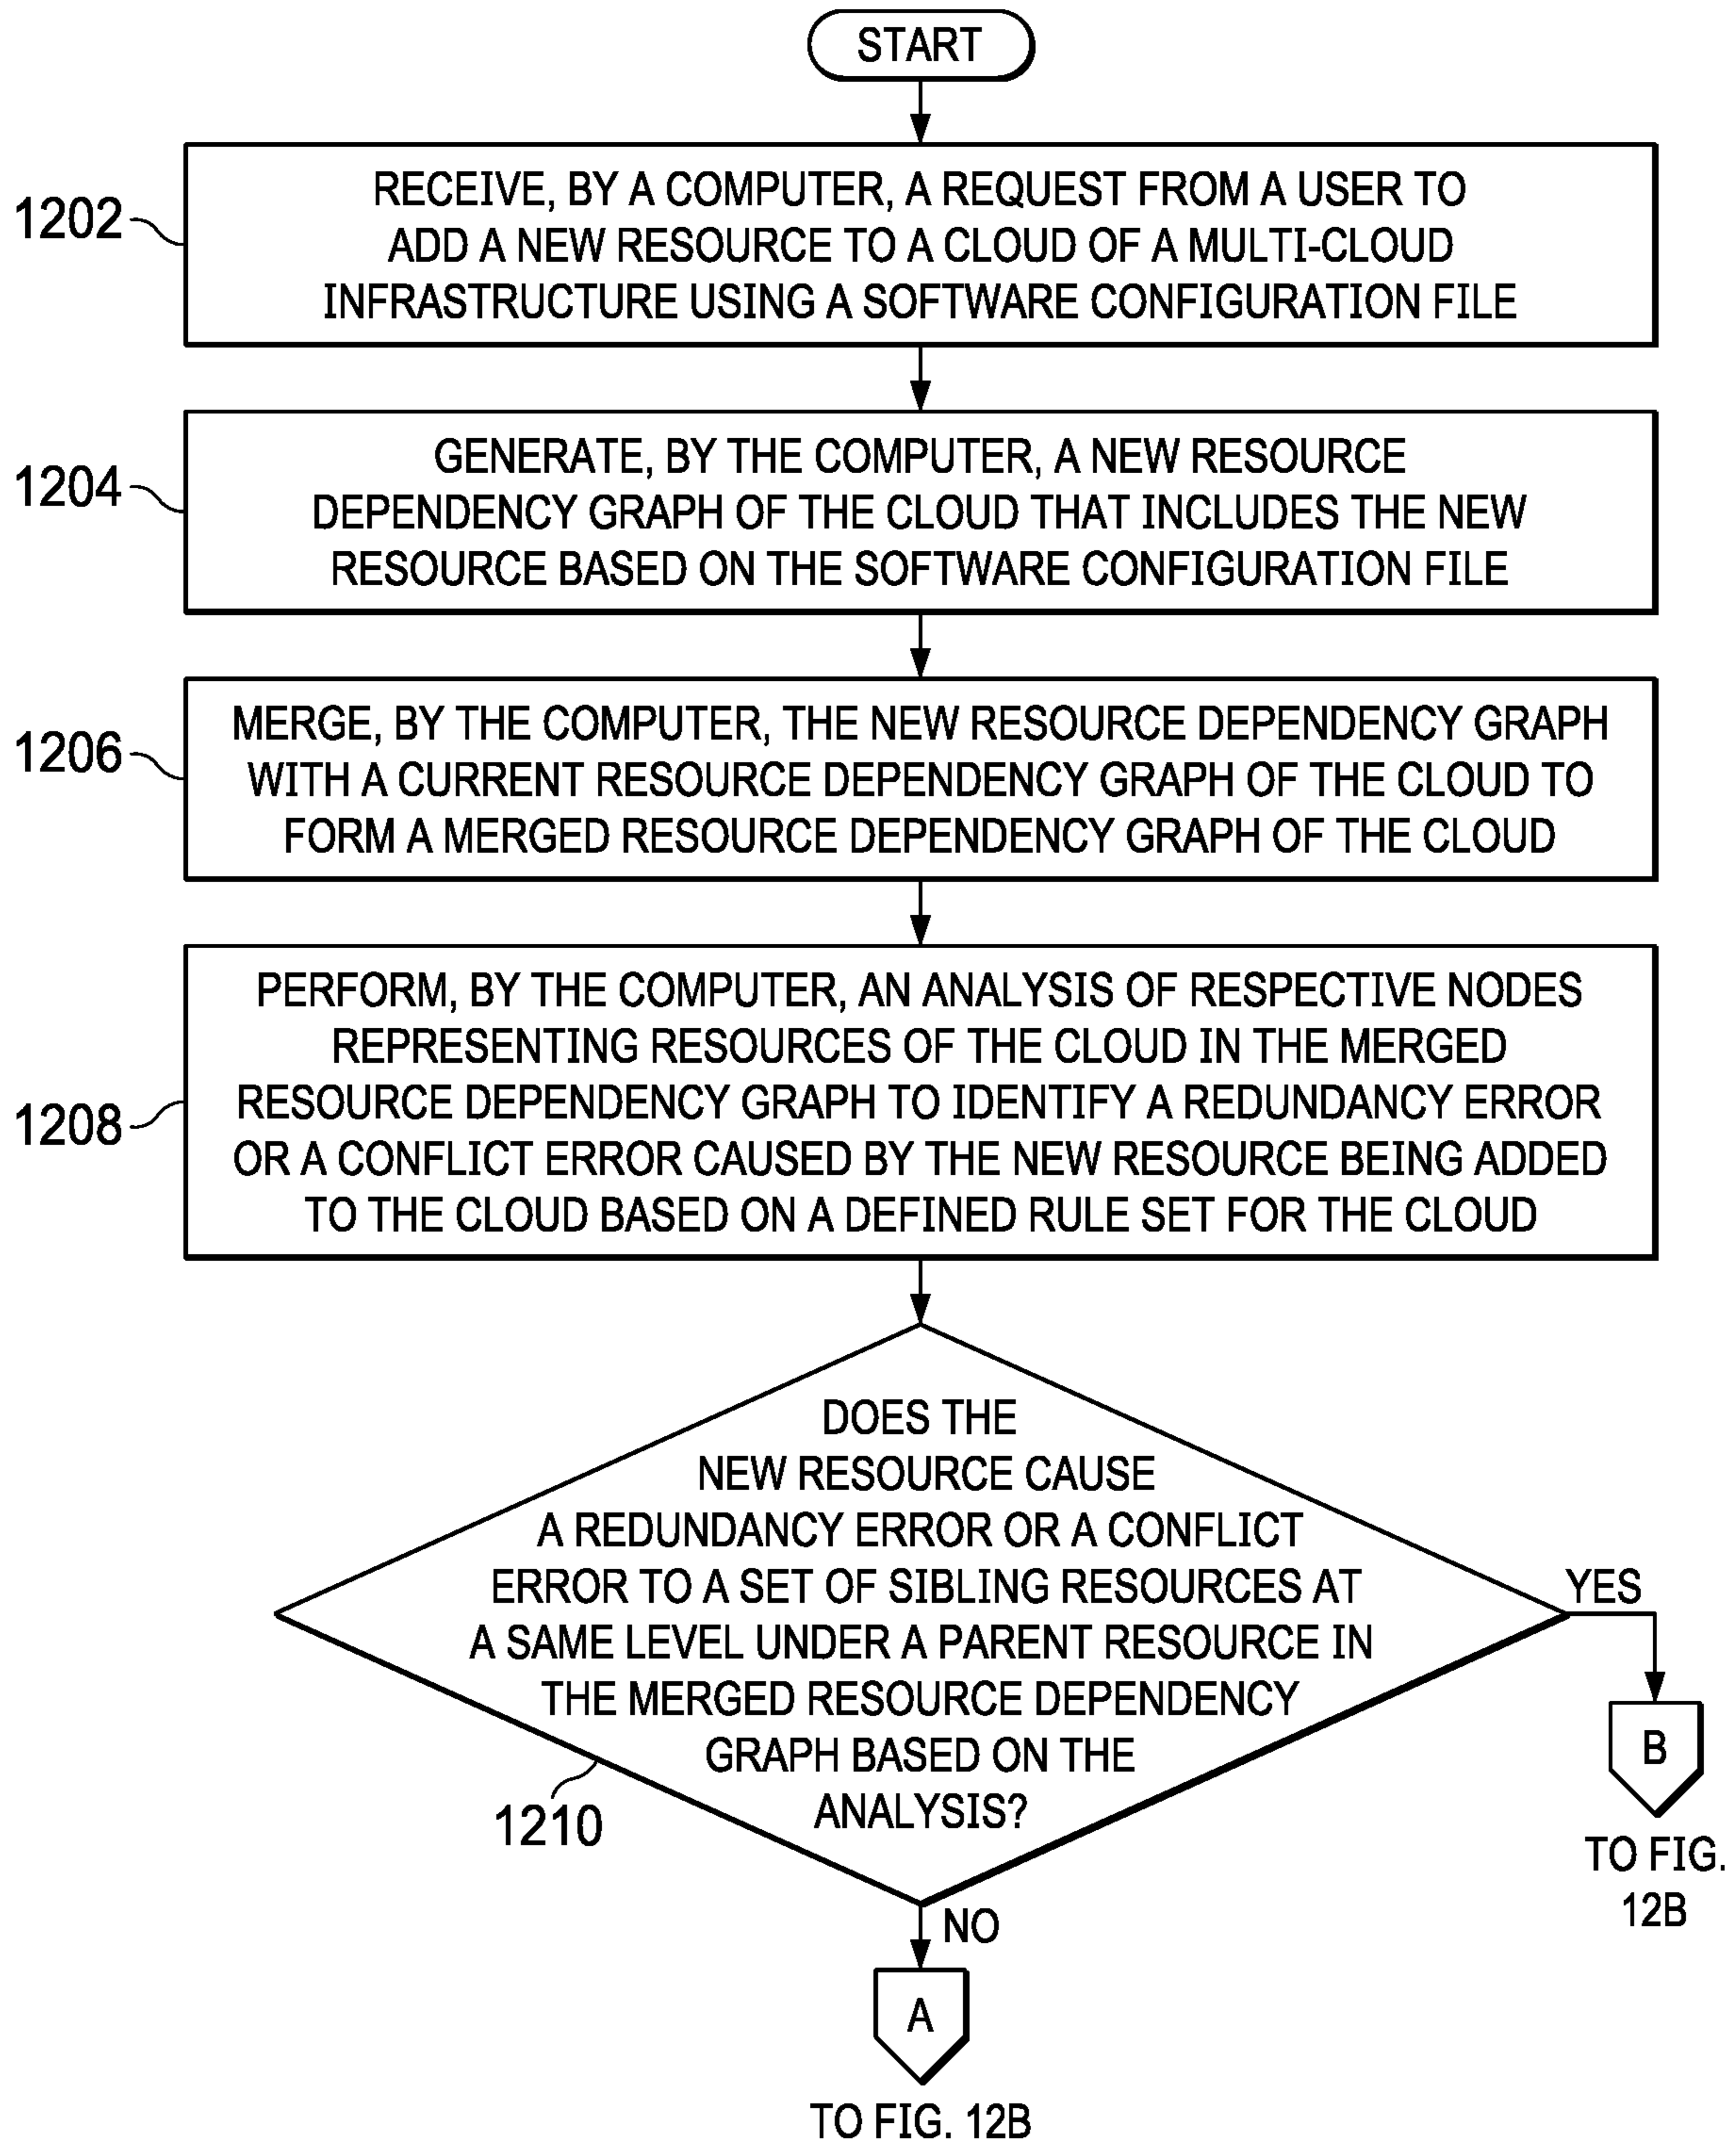 START
1202
RECEIVE, BY A COMPUTER, A REQUEST FROM A USER TO
ADD A NEW RESOURCE TO A CLOUD OF A MULTI-CLOUD
INFRASTRUCTURE USING A SOFTWARE CONFIGURATION FILE
1204
GENERATE, BY THE COMPUTER, A NEW RESOURCE
DEPENDENCY GRAPH OF THE CLOUD THAT INCLUDES THE NEW
RESOURCE BASED ON THE SOFTWARE CONFIGURATION FILE
1206
MERGE, BY THE COMPUTER, THE NEW RESOURCE DEPENDENCY GRAPH
WITH A CURRENT RESOURCE DEPENDENCY GRAPH OF THE CLOUD TO
FORM A MERGED RESOURCE DEPENDENCY GRAPH OF THE CLOUD
1208
PERFORM, BY THE COMPUTER, AN ANALYSIS OF RESPECTIVE NODES
REPRESENTING RESOURCES OF THE CLOUD IN THE MERGED
RESOURCE DEPENDENCY GRAPH TO IDENTIFY A REDUNDANCY ERROR
OR A CONFLICT ERROR CAUSED BY THE NEW RESOURCE BEING ADDED
TO THE CLOUD BASED ON A DEFINED RULE SET FOR THE CLOUD
DOES THE
NEW RESOURCE CAUSE
A REDUNDANCY ERROR OR A CONFLICT
ERROR TO A SET OF SIBLING RESOURCES AT
A SAME LEVEL UNDER A PARENT RESOURCE IN
THE MERGED RESOURCE DEPENDENCY
GRAPH BASED ON THE
ANALYSIS?
1210
YES
B
TO FIG.
12B
NO
A
TO FIG. 12B